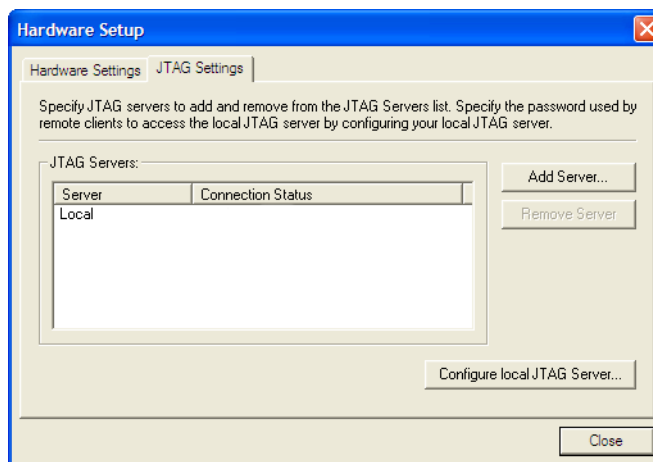 Hardware Setup
Hardware Settings JTAG Settings
Specify JTAG servers to add and remove from the JTAG Servers list. Specify the password used by
remote clients to access the local JTAG server by configuring your local JTAG server.
JTAG Servers:
Add Server...
Server Connection Status
Local
Remove Server
Configure local JTAG Server...
Close